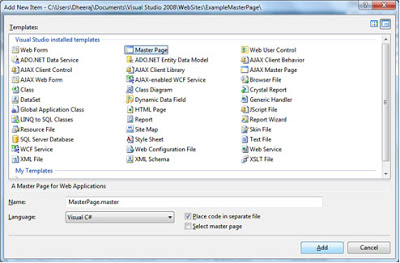 Add New Item - C:\Users\Dheeraj\Documents\Visual Studio 2008\WebSites\ExampleMasterPage\
Templates:
Visual Studio installed templates
Web Form
Master Page
Web User Control
ADO.NET Data Service
ADO.NET Entity Data Model
AJAX Client Behavior
AJAX Client Control
AJAX Client Library
AJAX Master Page
AJAX Web Form
AJAX-enabled WCF Service
Browser File
Class
Class Diagram
Crystal Report
DataSet
Dynamic Data Field
Generic Handler
Global Application Class
HTML Page
JScript File
LINQ to SQL Classes
Report
Report Wizard
Resource File
Site Map
Skin File
SQL Server Database
Style Sheet
Text File
WCF Service
Web Configuration File
Web Service
XML File
XML Schema
XSLT File
My Templates
A Master Page for Web Applications
Name:
MasterPage.master
Language:
Visual C#
Place code in separate file
Select master page
Add
Cancel